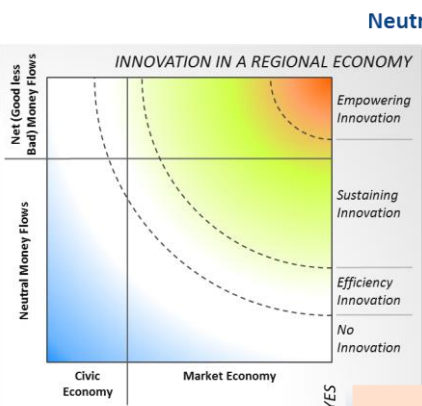 Neutr
INNOVATION IN A REGIONAL ECONOMY
Net (Good less
Bad) Money Flows
Neutral Money Flows
Empowering
Innovation
Sustaining
Innovation
Efficiency
Innovation
No
Innovation
Civic
Economy
Market Economy
YES